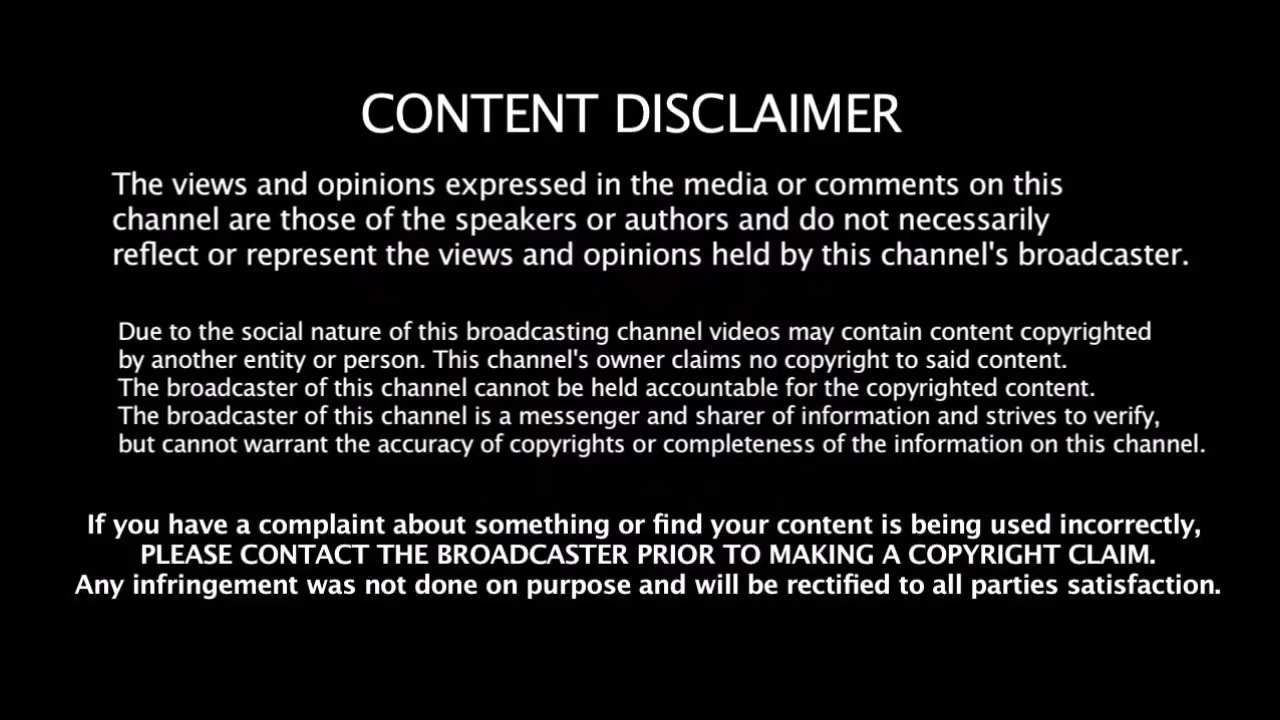 CONTENT DISCLAIMER
The views and opinions expressed in the media or comments on this
channel are those of the speakers or authors and do not necessarily
reflect or represent the views and opinions held by this channel's broadcaster.
Due to the social nature of this broadcasting channel videos may contain content copyrighted
by another entity or person. This channel's owner claims no copyright to said content.
The broadcaster of this channel cannot be held accountable for the copyrighted content.
The broadcaster of this channel is a messenger and sharer of information and strives to verify,
but cannot warrant the accuracy of copyrights or completeness of the information on this channel.
If you have a complaint about something or find your content is being used incorrectly,
PLEASE CONTACT THE BROADCASTER PRIOR TO MAKING A COPYRIGHT CLAIM.
Any infringement was not done on purpose and will be rectified to all parties satisfaction.